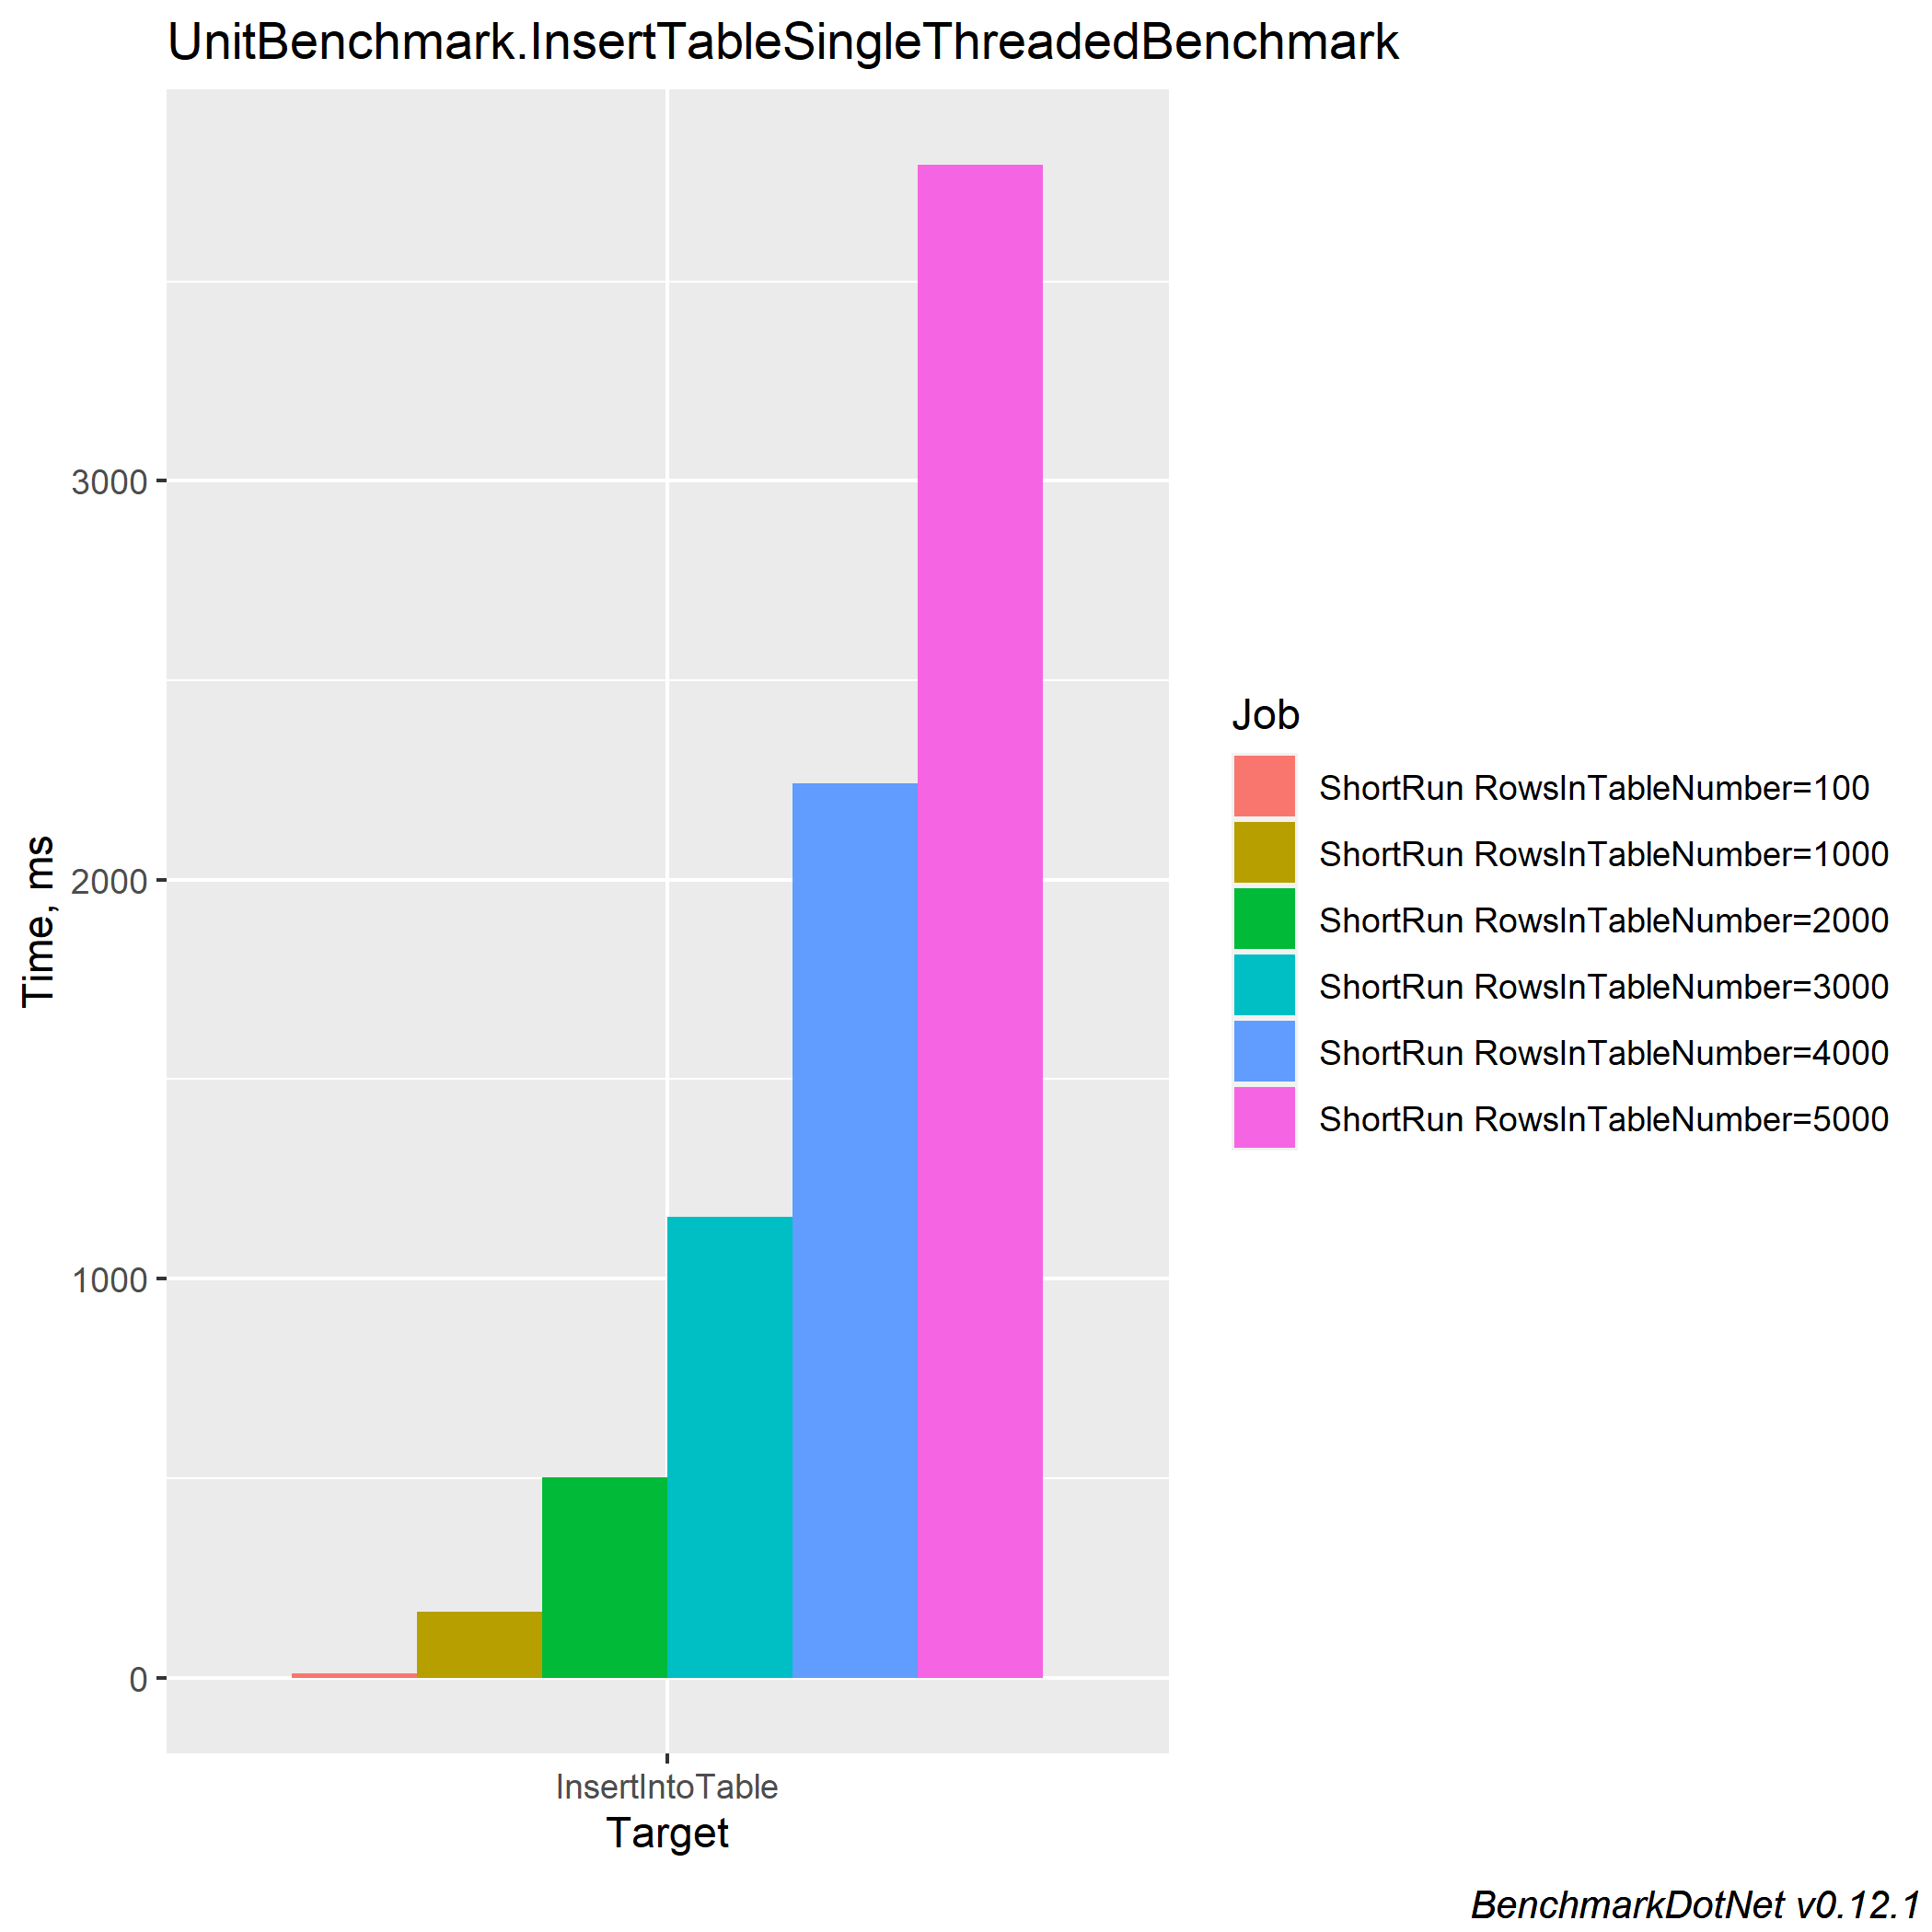 UnitBenchmark.InsertTableSingleThreadedBenchmark
Time, ms
3000
2000
1000
0
InsertIntoTable
Target
Job
ShortRun RowsInTableNumber=100
ShortRun RowsInTableNumber=1000
ShortRun RowsInTableNumber=2000
ShortRun RowsInTableNumber=3000
ShortRun RowsInTableNumber=4000
ShortRun RowsInTableNumber=5000
BenchmarkDotNet v0.12.1